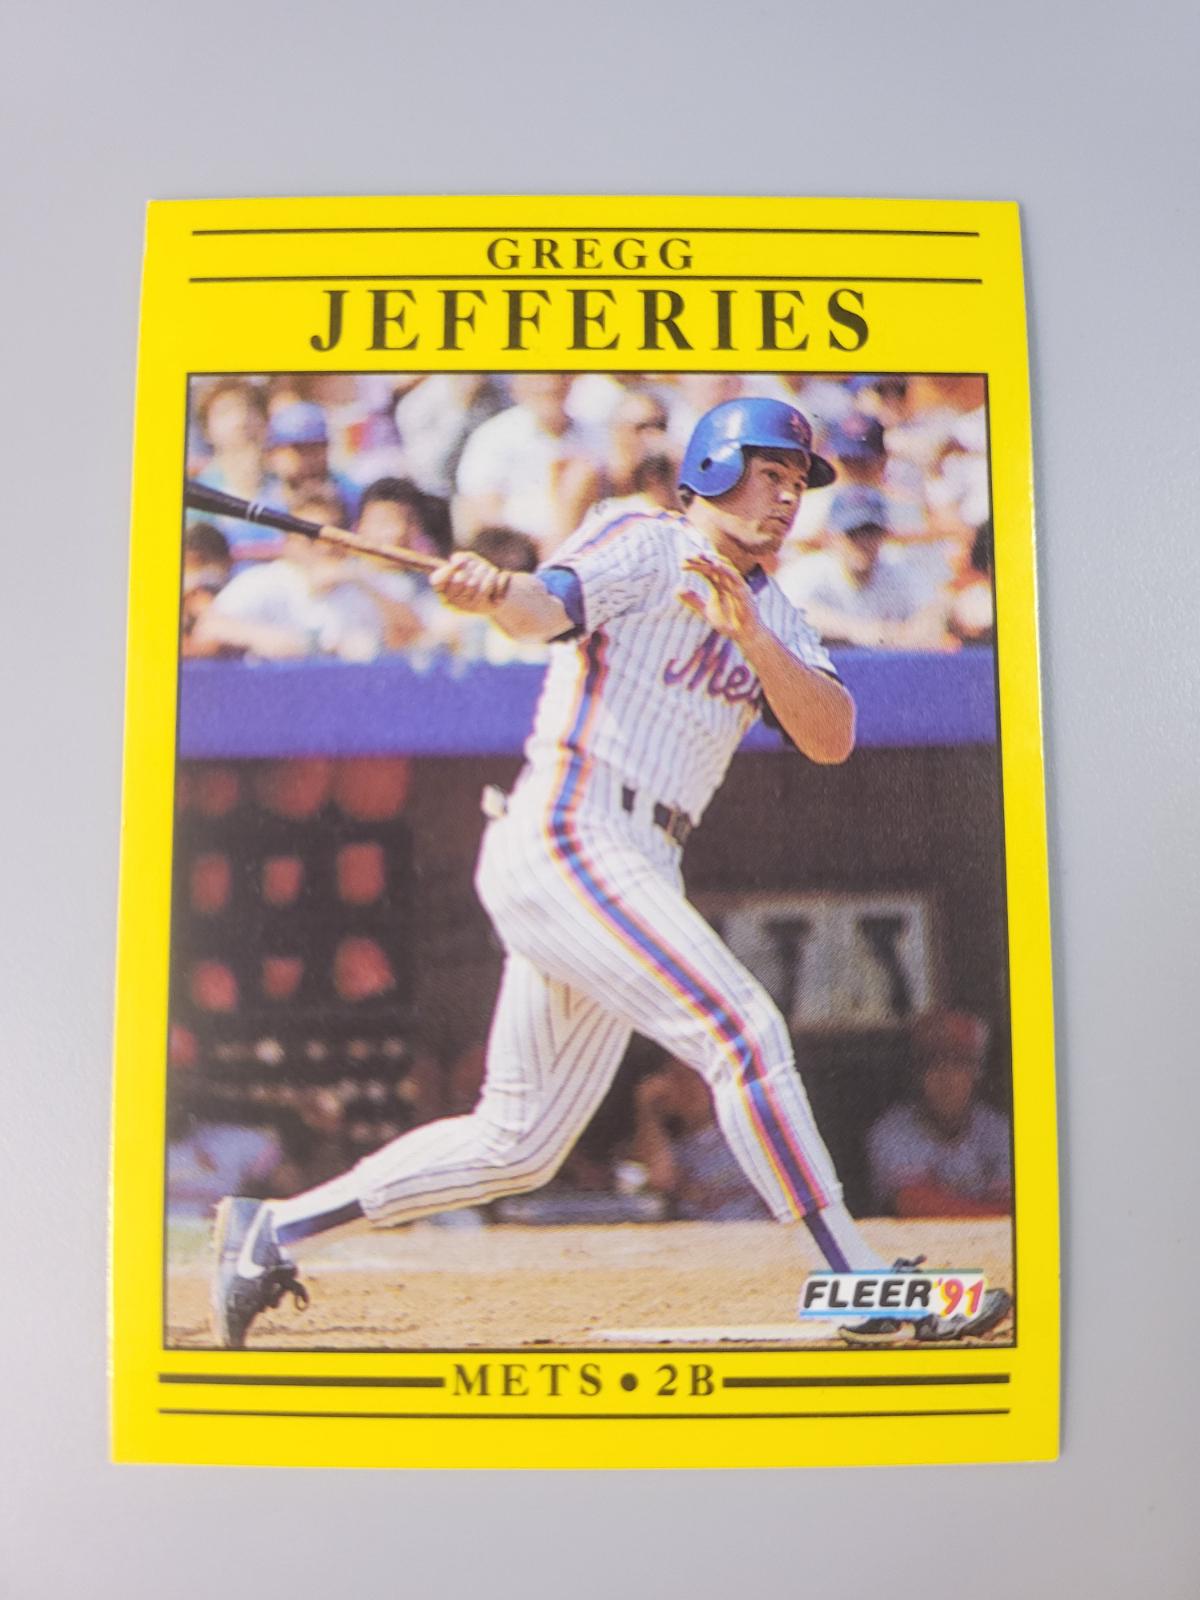 GREGG
JEFFERIES
Mets
FLEER '91
METS • 2B